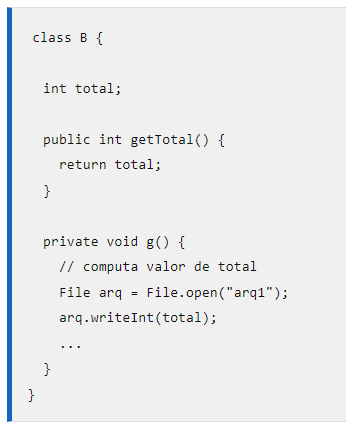 class B {
int total;
public int getTotal() {
return total;
}
private void g() {
// computa valor de total
File arq = File.open("arq1");
arq.writeInt(total);
...
}
}